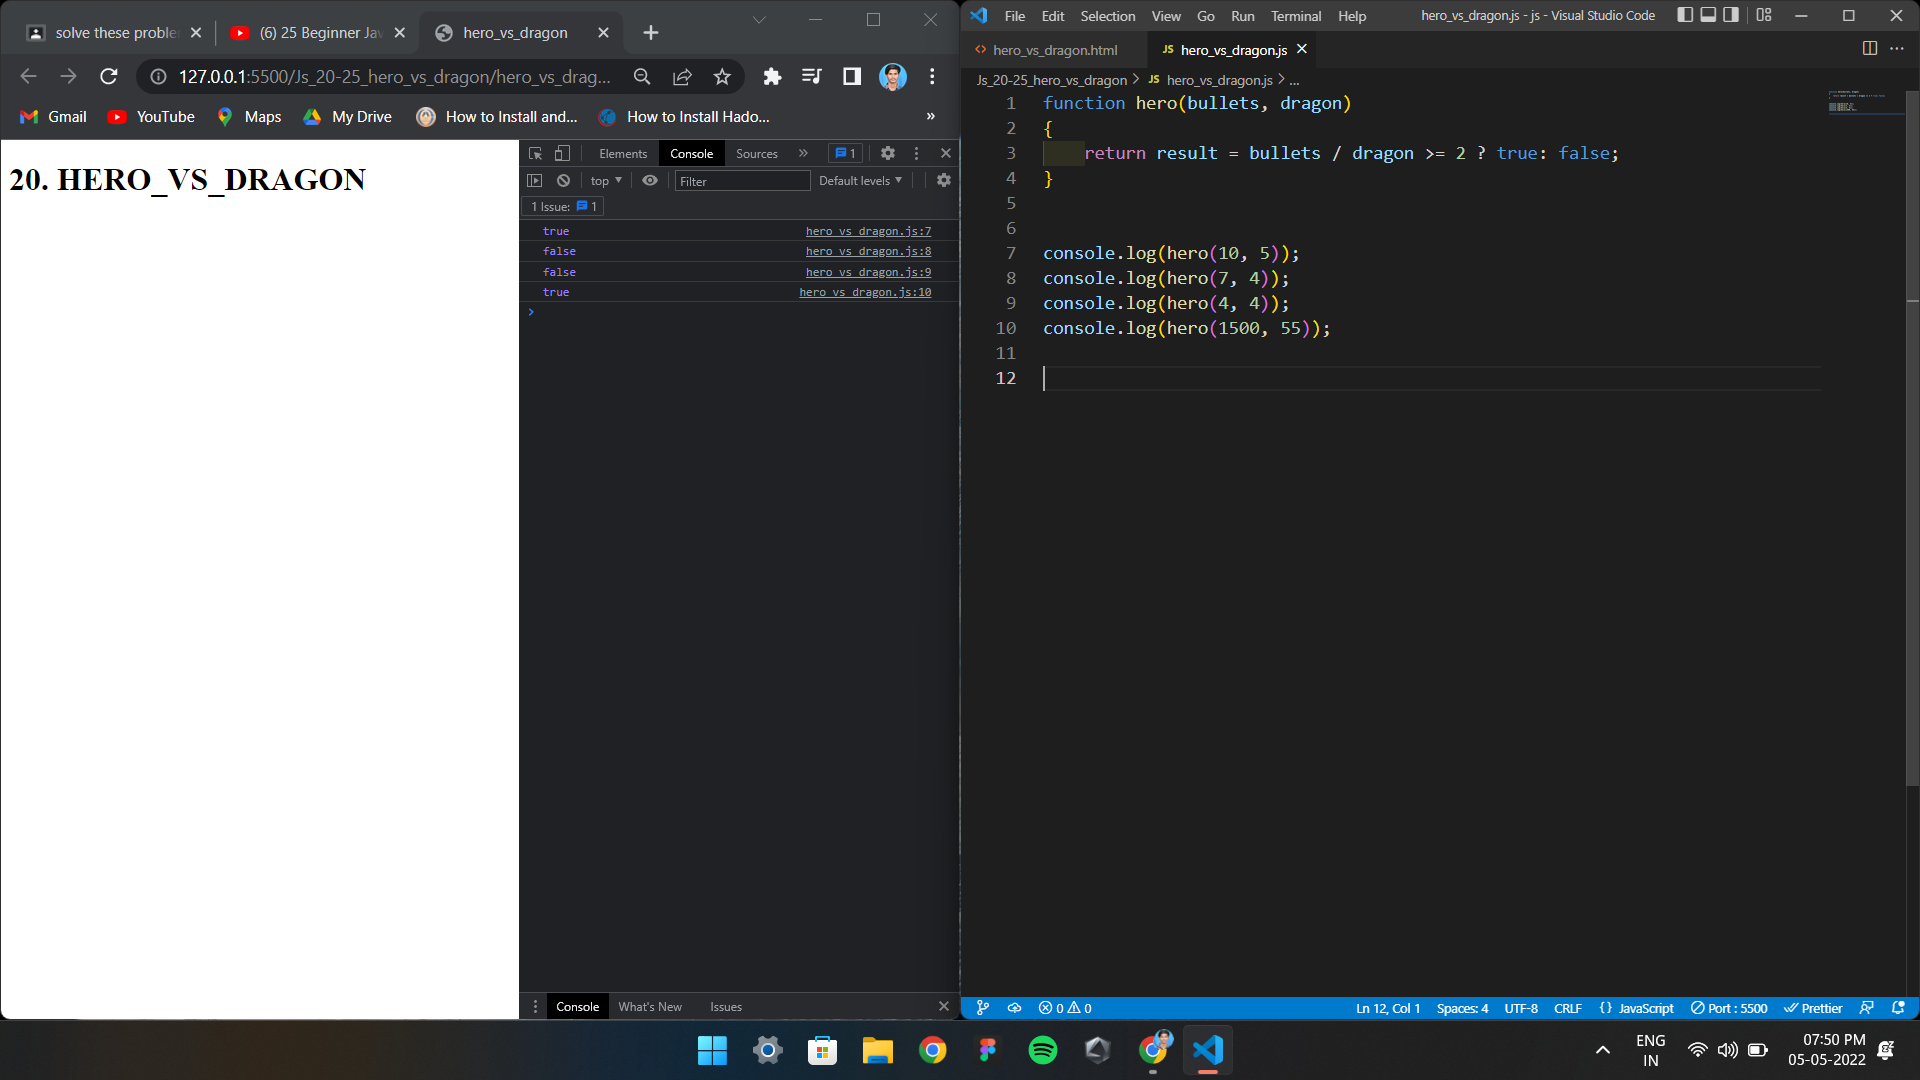 solve these proble
(6) 25 Beginner Jav
hero_vs_dragon
127.0.0.1:5500/Js_20-25_hero_vs_dragon/hero_vs_drag...
Gmail
YouTube
Maps
My Drive
How to Install and...
How to Install Hado...
»
20. HERO_VS_DRAGON
Elements
Console
Sources
»
1
top
Filter
Default levels
1 Issue: 1
true hero_vs_dragon.js:7
false hero_vs_dragon.js:8
false hero_vs_dragon.js:9
true hero_vs_dragon.js:10
Console
What's New
Issues
File Edit Selection View Go Run Terminal Help
hero_vs_dragon.js - js - Visual Studio Code
hero_vs_dragon.html
JS hero_vs_dragon.js
Js_20-25_hero_vs_dragon > JS hero_vs_dragon.js > ...
1 function hero(bullets, dragon)
2 {
3 return result = bullets / dragon >= 2 ? true: false;
4 }
5
6
7 console.log(hero(10, 5));
8 console.log(hero(7, 4));
9 console.log(hero(4, 4));
10 console.log(hero(1500, 55));
11
12
0 0
Ln 12, Col 1 Spaces: 4 UTF-8 CRLF {} JavaScript Port : 5500 Prettier
ENG
IN
07:50 PM
05-05-2022